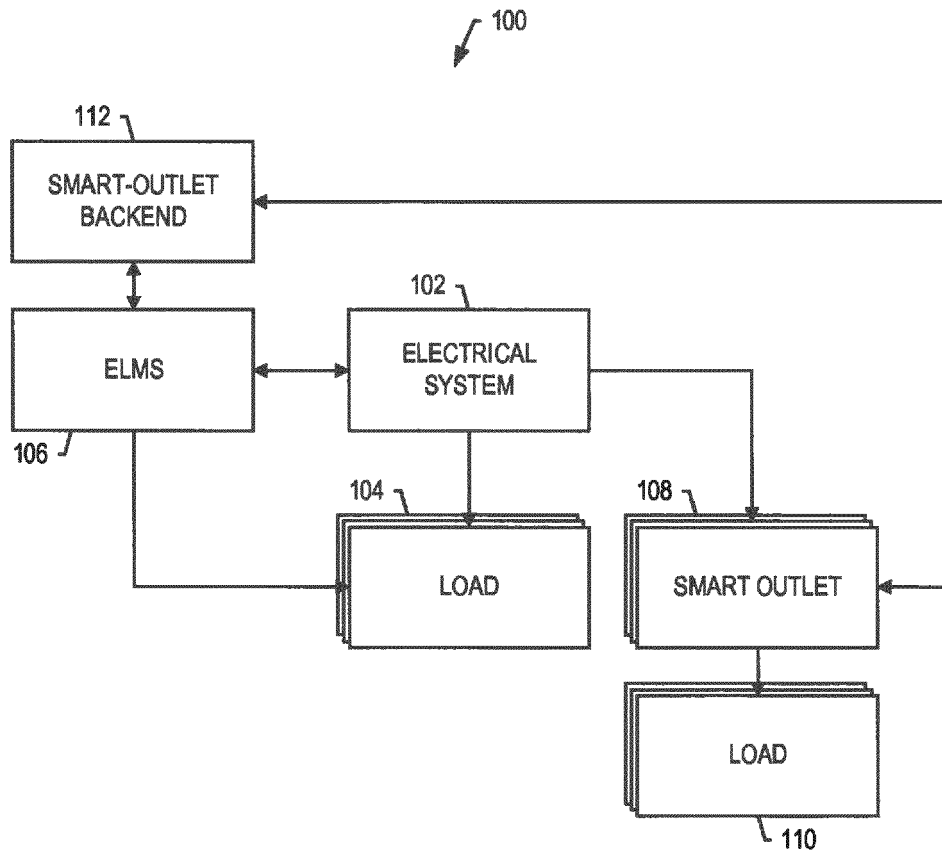 100
112
SMART-OUTLET
BACKEND
102
ELMS
ELECTRICAL
SYSTEM
106
104
108
LOAD
SMART OUTLET
LOAD
110